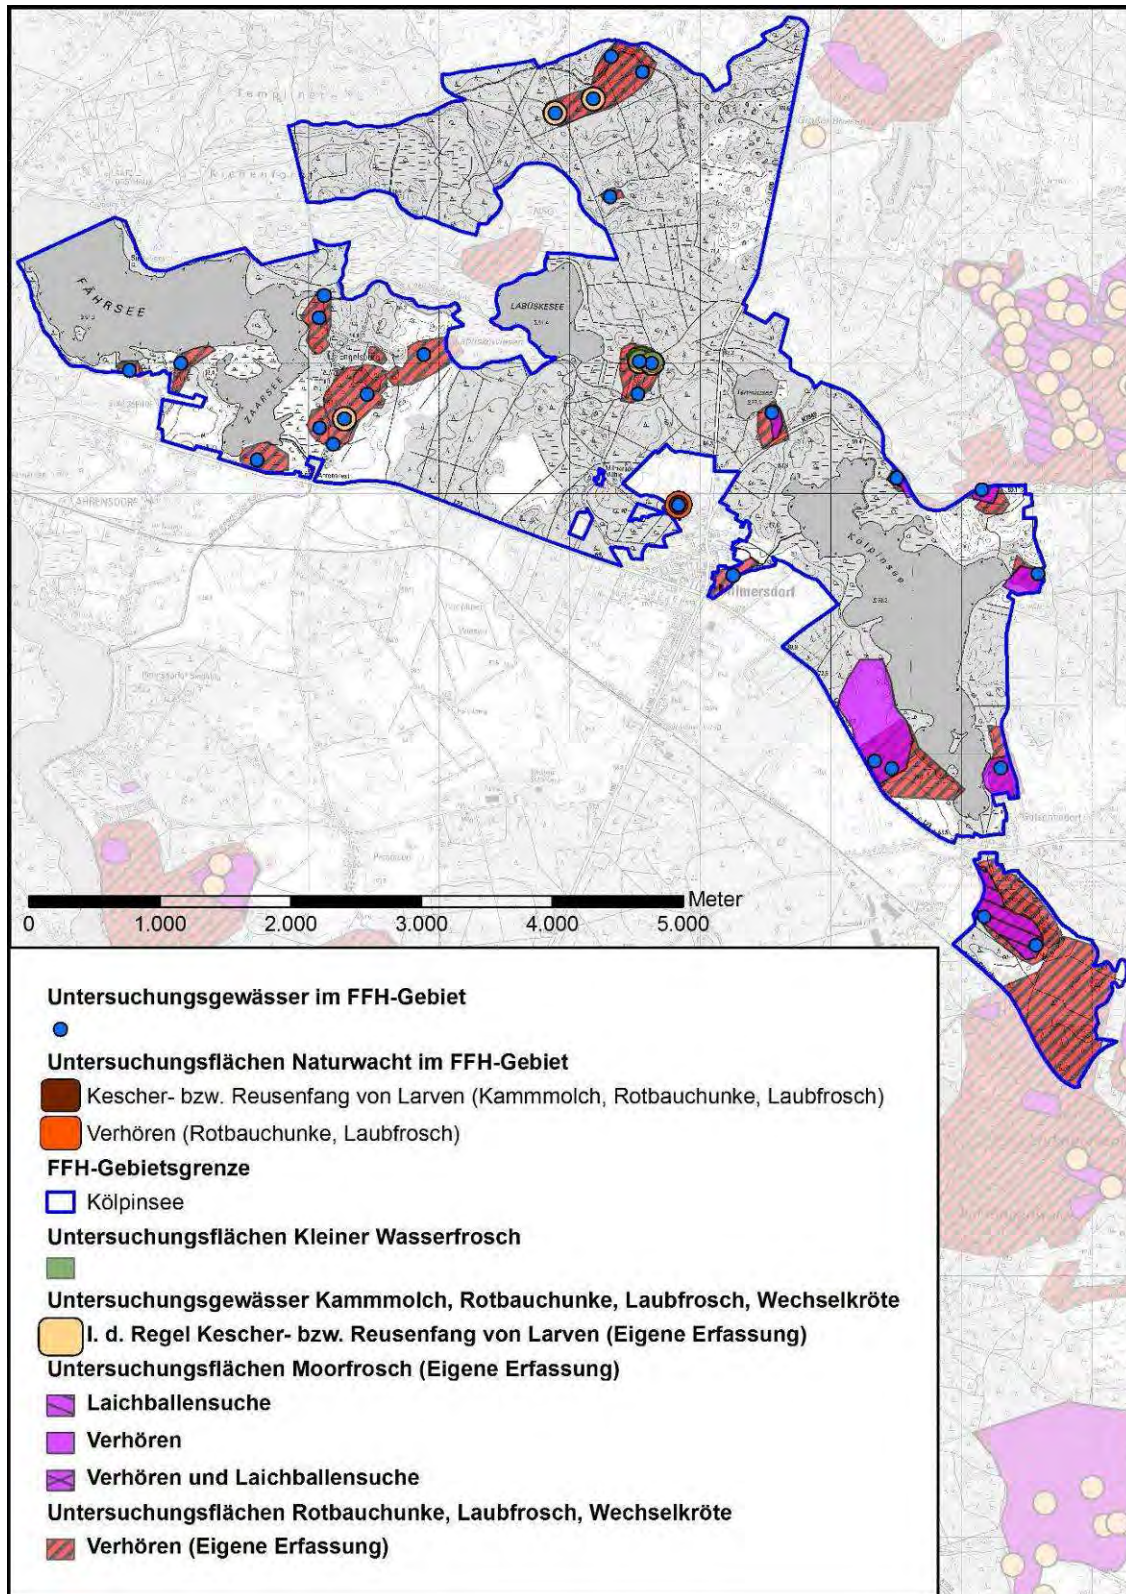 FÄHRSEE
LABÜSKESEE
ZAARSEE
AHRENSDORF
Kölpinsee
Meter
0 1.000 2.000 3.000 4.000 5.000
Untersuchungsgewässer im FFH-Gebiet
Untersuchungsflächen Naturwacht im FFH-Gebiet
Kescher- bzw. Reusenfang von Larven (Kammmolch, Rotbauchunke, Laubfrosch)
Verhören (Rotbauchunke, Laubfrosch)
FFH-Gebietsgrenze
Kölpinsee
Untersuchungsflächen Kleiner Wasserfrosch
Untersuchungsgewässer Kammmolch, Rotbauchunke, Laubfrosch, Wechselkröte
I. d. Regel Kescher- bzw. Reusenfang von Larven (Eigene Erfassung)
Untersuchungsflächen Moorfrosch (Eigene Erfassung)
Laichballensuche
Verhören
Verhören und Laichballensuche
Untersuchungsflächen Rotbauchunke, Laubfrosch, Wechselkröte
Verhören (Eigene Erfassung)